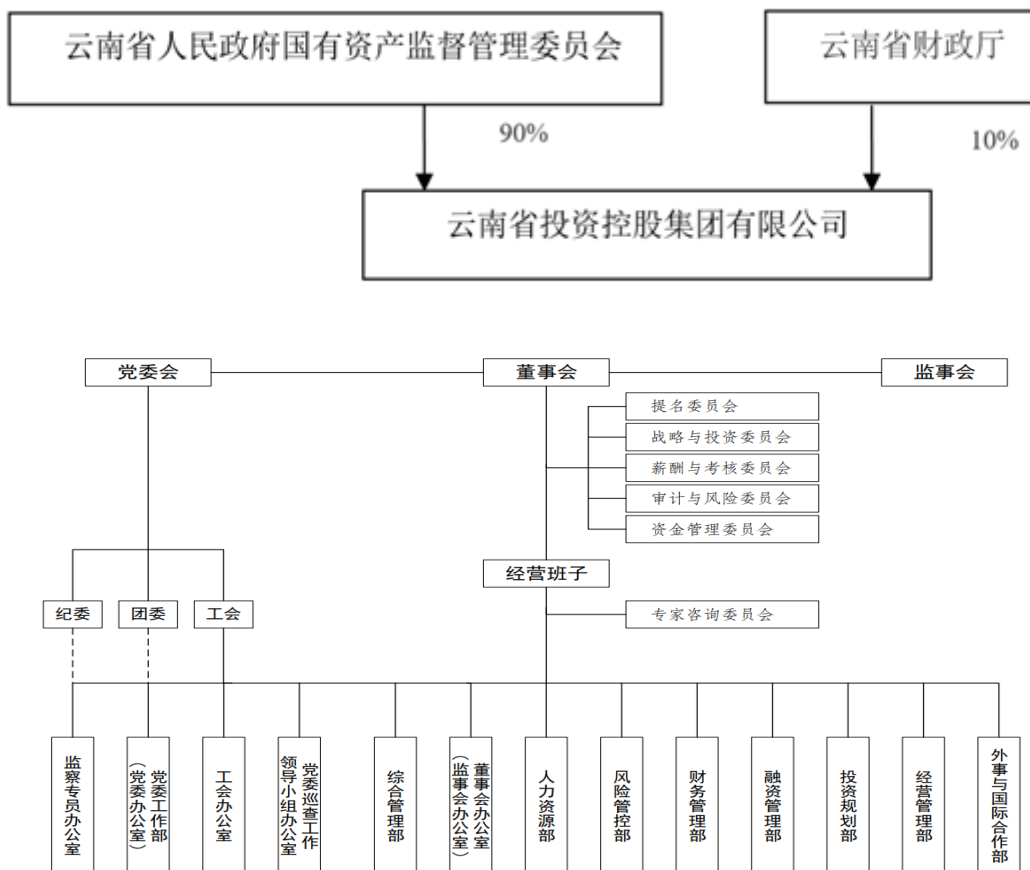 云南省人民政府国有资产监督管理委员会
云南省财政厅
90%
10%
云南省投资控股集团有限公司
党委会
董事会
监事会
提名委员会
战略与投资委员会
薪酬与考核委员会
审计与风险委员会
资金管理委员会
经营班子
纪委
团委
工会
专家咨询委员会
监察专员办公室
党委工作部
（党委办公室）
工会办公室
党委巡查工作
领导小组办公室
综合管理部
董事会办公室
（监事会办公室）
人力资源部
风险管控部
财务管理部
融资管理部
投资规划部
经营管理部
外事与国际合作部